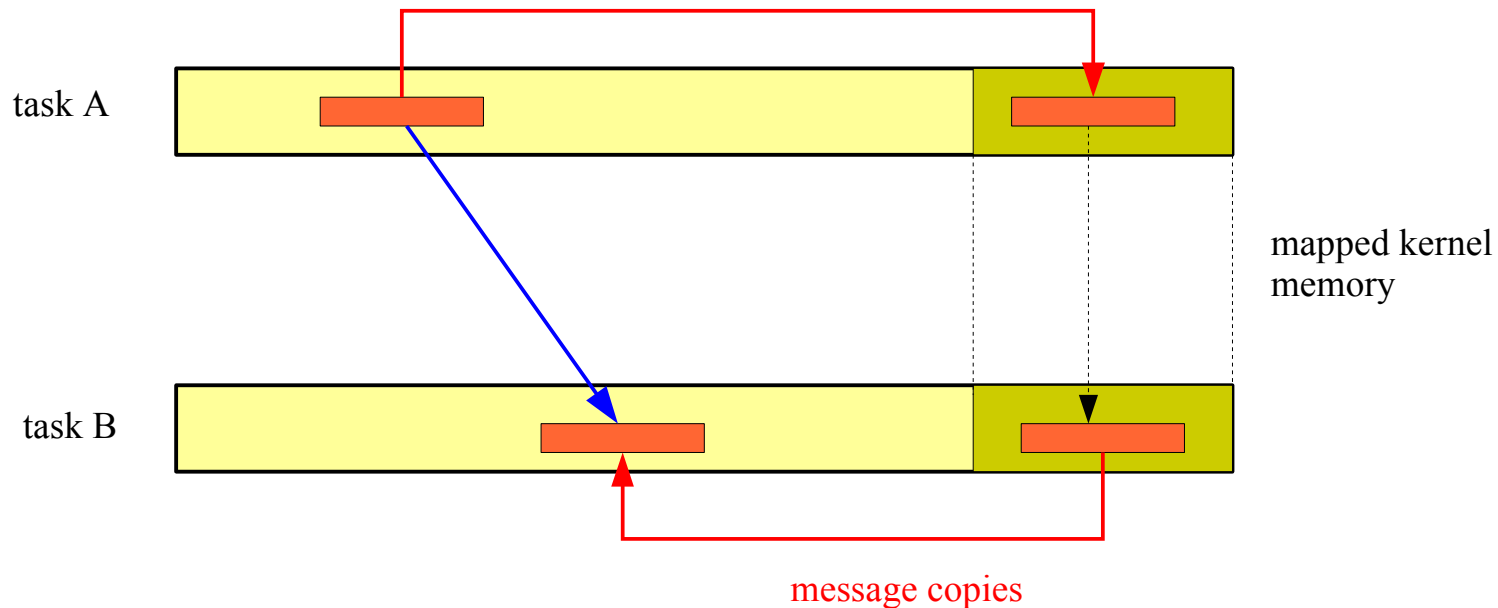 task A
mapped kernel
memory
task B
message copies